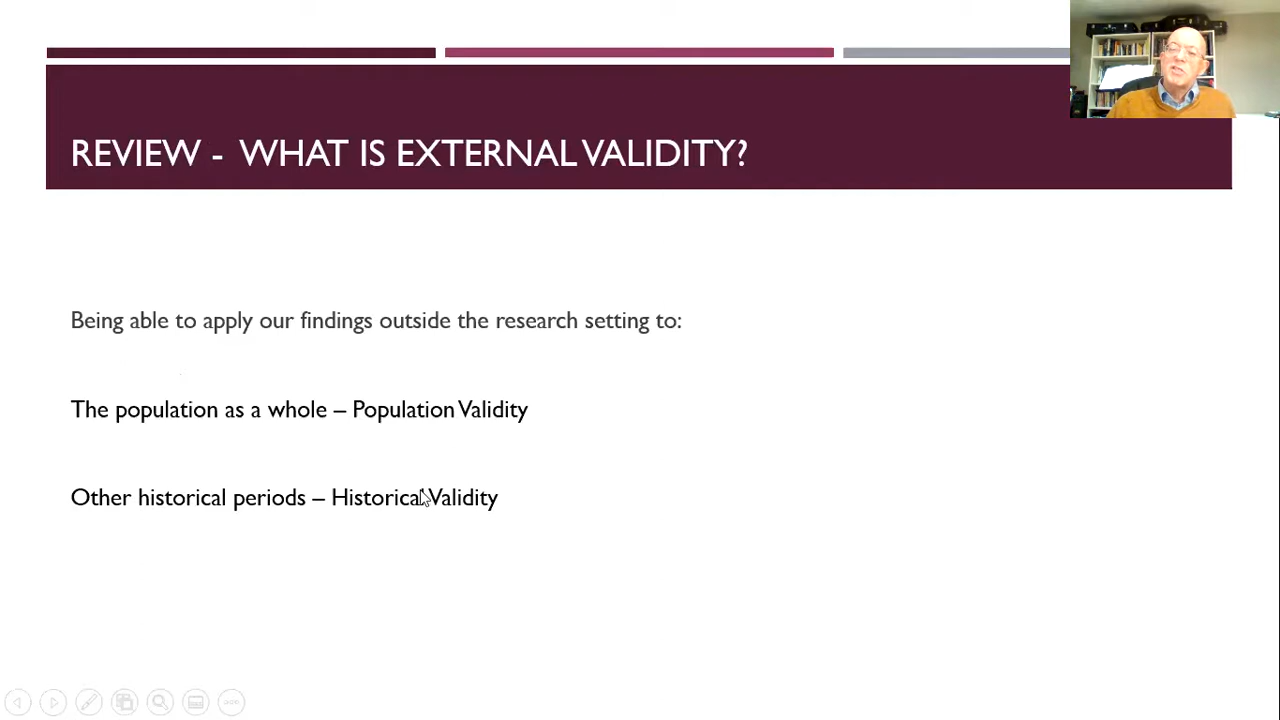 REVIEW - WHAT IS EXTERNAL VALIDITY?
Being able to apply our findings outside the research setting to:
The population as a whole – Population Validity
Other historical periods – Historical Validity